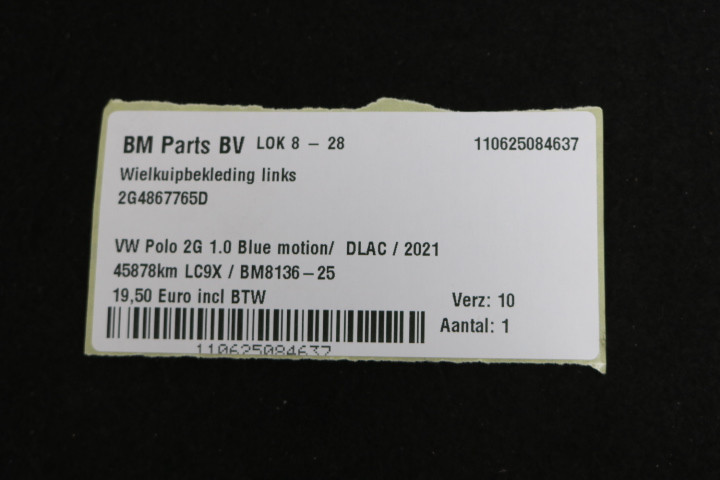 BM Parts BV LOK 8 – 28 110625084637
Wielkuipbekleding links
2G4867765D
VW Polo 2G 1.0 Blue motion/ DLAC / 2021
45878km LC9X / BM8136–25
19,50 Euro incl BTW Verz: 10
Aantal: 1
110625084637